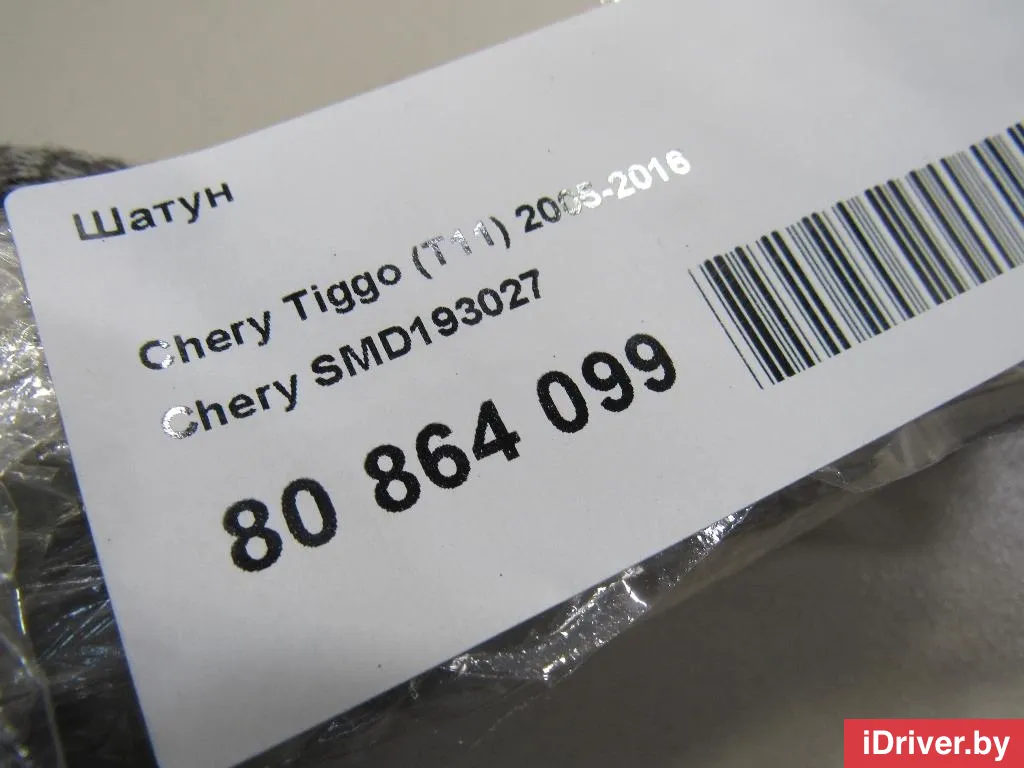 Шатун
Chery Tiggo (T11) 2005-2016
Chery SMD193027
80 864 099
iDriver.by